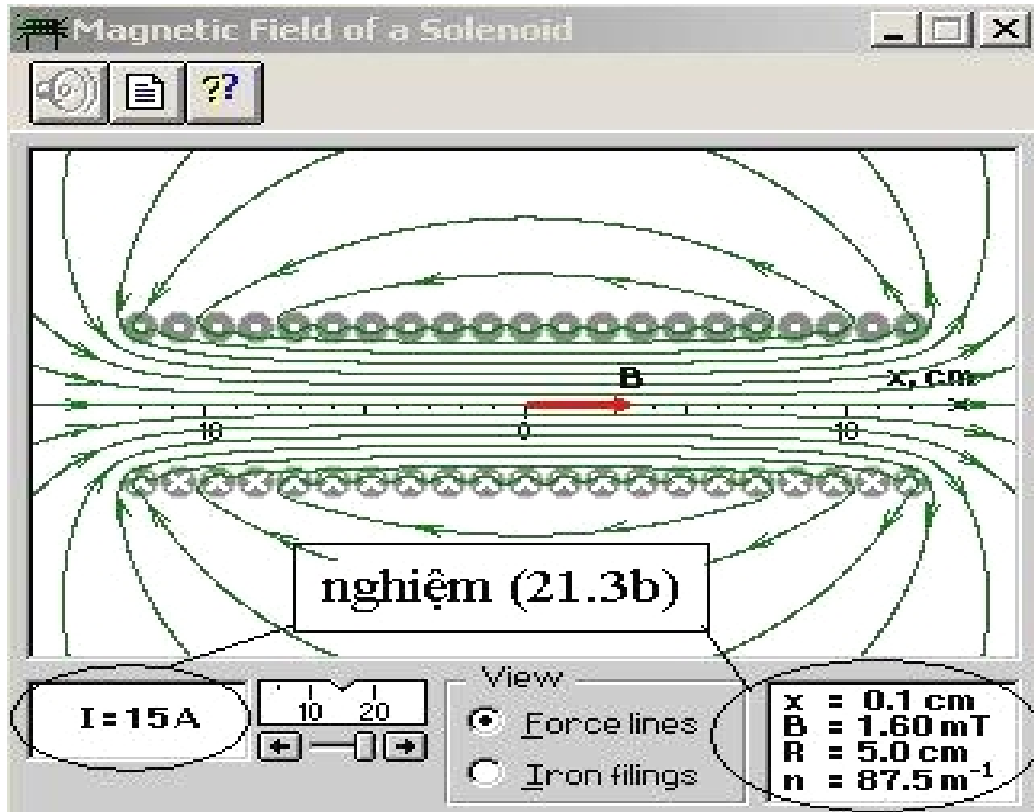 Magnetic Field of a Solenoid
??
B
x, cm
10 0 10
nghiệm (21.3b)
I = 15 A
10 20
View
Force lines
Iron filings
x = 0.1 cm
B = 1.60 mT
R = 5.0 cm
n = 87.5 m⁻¹